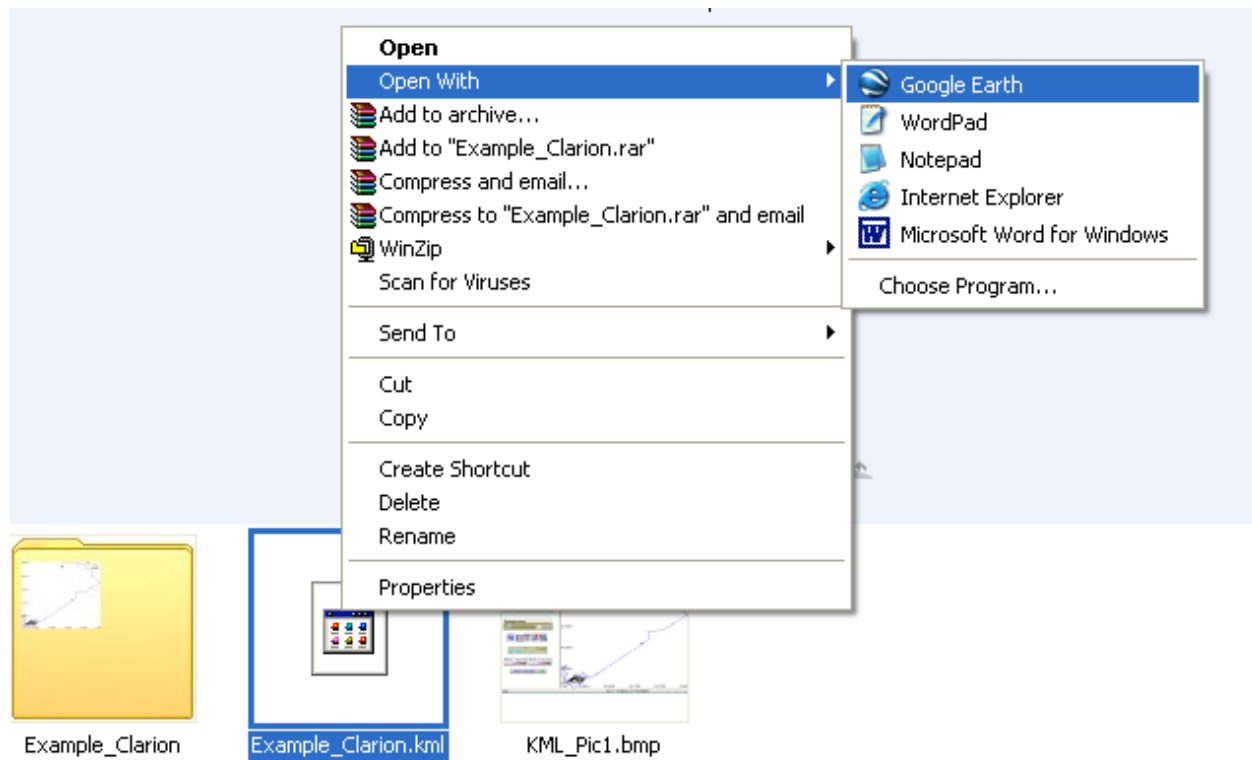 Open
Open With
Add to archive...
Add to "Example_Clarion.rar"
Compress and email...
Compress to "Example_Clarion.rar" and email
WinZip
Scan for Viruses
Send To
Cut
Copy
Create Shortcut
Delete
Rename
Properties
Google Earth
WordPad
Notepad
Internet Explorer
Microsoft Word for Windows
Choose Program...
Example_Clarion
Example_Clarion.kml
KML_Pic1.bmp